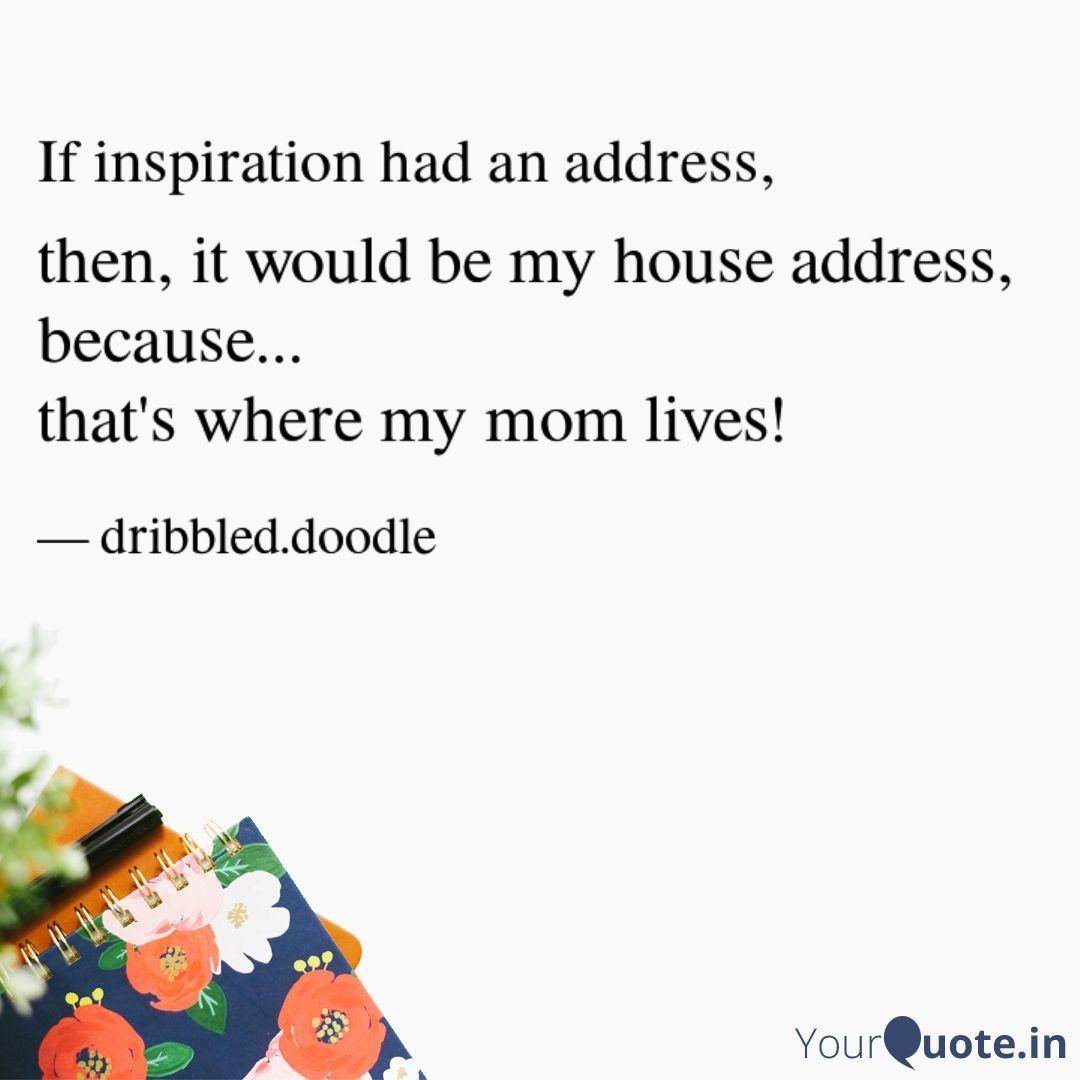 If inspiration had an address,
then, it would be my house address,
because...
that's where my mom lives!
— dribbled.doodle
YourQuote.in